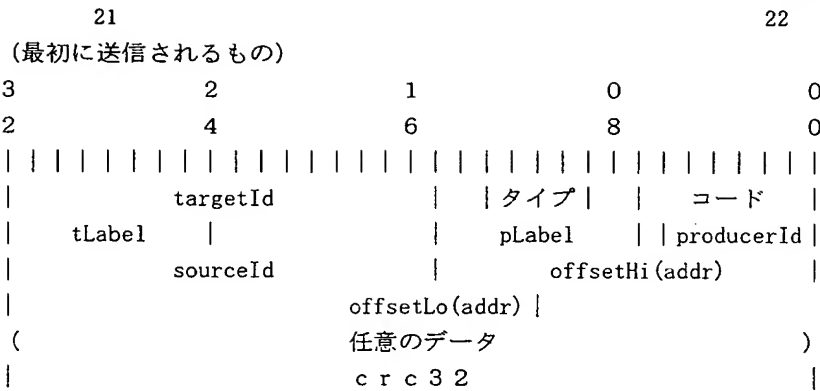 21 22
(最初に送信されるもの)
3 2 1 0 0
2 4 6 8 0
| | | | | | | | | | | | | | | | | | | | | | | | | | | | | | | | |
| targetId | | タイプ | | コード |
| tLabel | | pLabel | | producerId |
| sourceId | offsetHi(addr) |
| offsetLo(addr) |
( 任意のデータ )
| crc32 |